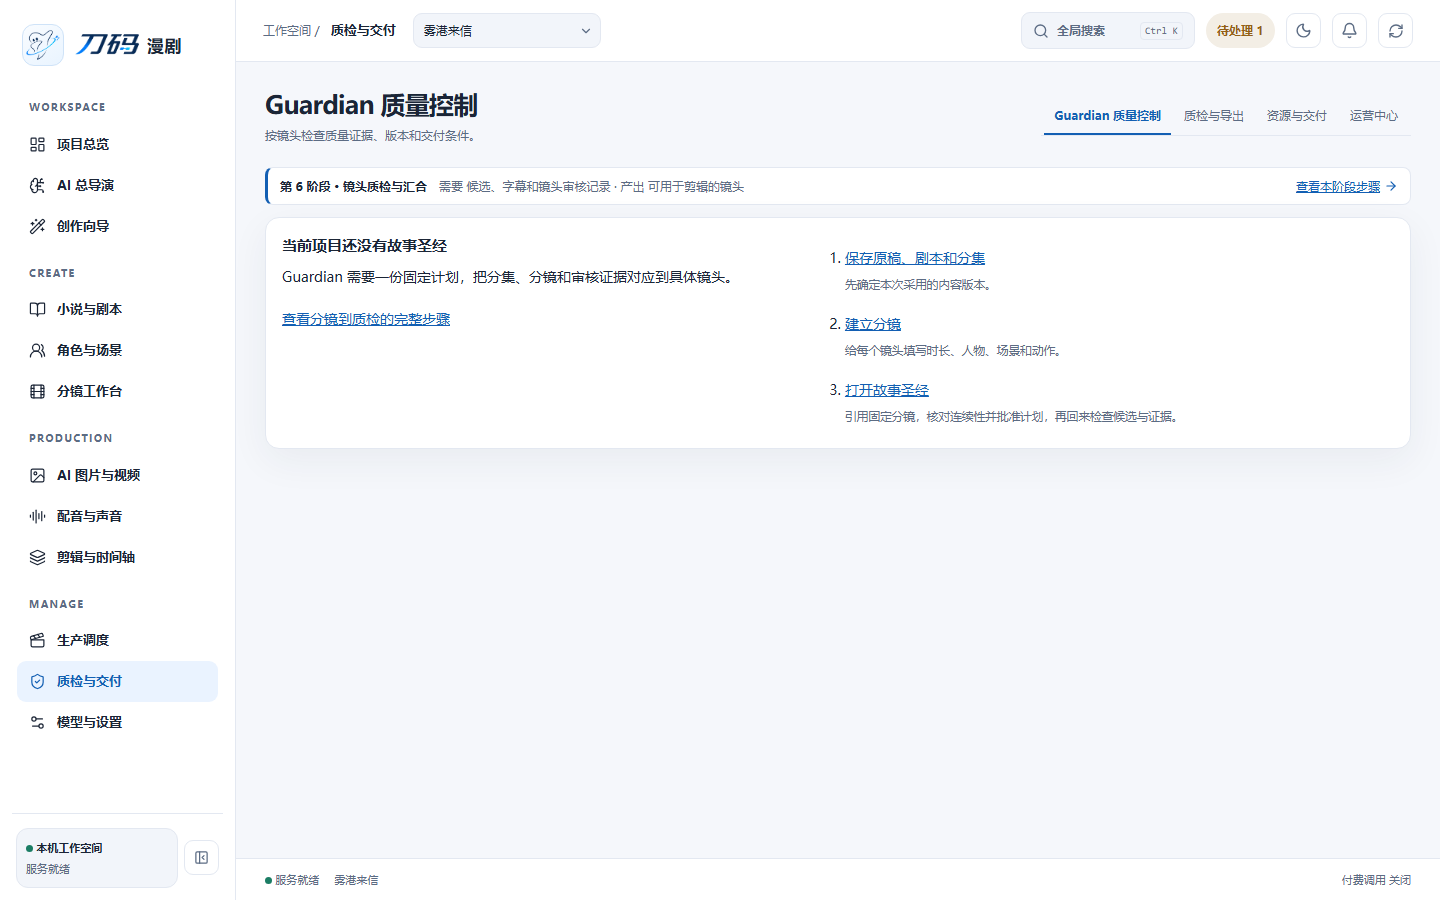 刀码 漫剧
WORKSPACE
项目总览
AI 总导演
创作向导
CREATE
小说与剧本
角色与场景
分镜工作台
PRODUCTION
AI 图片与视频
配音与声音
剪辑与时间轴
MANAGE
生产调度
质检与交付
模型与设置
本机工作空间
服务就绪
工作空间 / 质检与交付 雾港来信
全局搜索 Ctrl K 待处理 1
Guardian 质量控制
按镜头检查质量证据、版本和交付条件。
Guardian 质量控制 质检与导出 资源与交付 运营中心
第 6 阶段 · 镜头质检与汇合 需要 候选、字幕和镜头审核记录 · 产出 可用于剪辑的镜头 查看本阶段步骤
当前项目还没有故事圣经
Guardian 需要一份固定计划，把分集、分镜和审核证据对应到具体镜头。
查看分镜到质检的完整步骤
1. 保存原稿、剧本和分集
先确定本次采用的内容版本。
2. 建立分镜
给每个镜头填写时长、人物、场景和动作。
3. 打开故事圣经
引用固定分镜，核对连续性并批准计划，再回来检查候选与证据。
服务就绪 雾港来信 付费调用 关闭